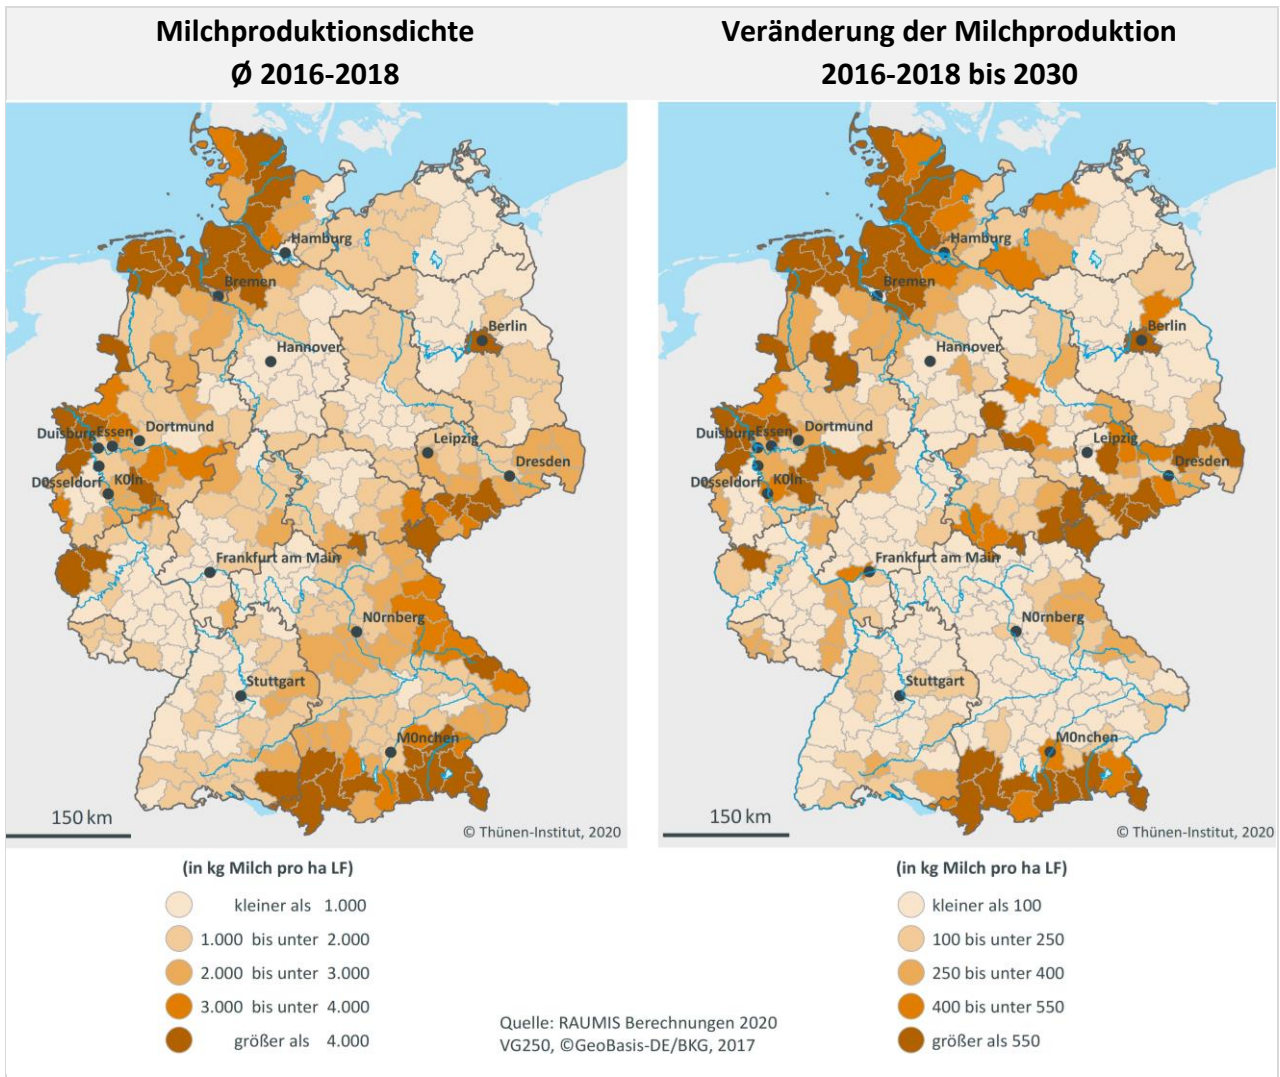 Milchproduktionsdichte
Ø 2016-2018
Veränderung der Milchproduktion
2016-2018 bis 2030
Hamburg
Bremen
Berlin
Hannover
Dortmund
Duisburg Essen
Leipzig
Dresden
D0sseldorf
K0ln
Frankfurt am Main
N0rnberg
Stuttgart
M0nchen
150 km
© Thünen-Institut, 2020
Hamburg
Bremen
Berlin
Hannover
Dortmund
Duisburg Essen
Leipzig
Dresden
D0sseldorf
K0ln
Frankfurt am Main
N0rnberg
Stuttgart
M0nchen
150 km
© Thünen-Institut, 2020
(in kg Milch pro ha LF)
kleiner als 1.000
1.000 bis unter 2.000
2.000 bis unter 3.000
3.000 bis unter 4.000
größer als 4.000
Quelle: RAUMIS Berechnungen 2020
VG250, ©GeoBasis-DE/BKG, 2017
(in kg Milch pro ha LF)
kleiner als 100
100 bis unter 250
250 bis unter 400
400 bis unter 550
größer als 550